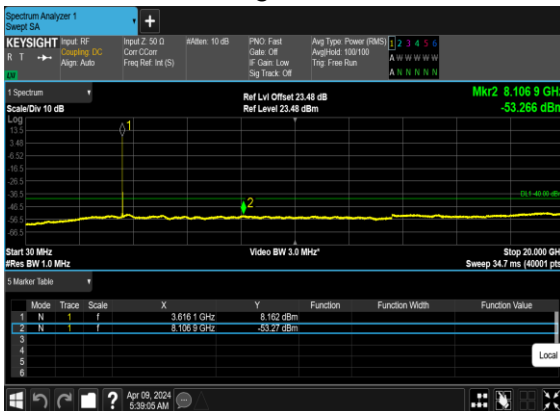 Spectrum Analyzer 1
Swept SA
+
KEYSIGHT
R T
LV
Input: RF
Coupling: DC
Align: Auto
Input Z: 50 Ω
Corr CCorr
Freq Ref: Int (S)
#Atten: 10 dB
PNO: Fast
Gate: Off
IF Gain: Low
Sig Track: Off
Avg Type: Power (RMS)
Avg|Hold: 100/100
Trig: Free Run
1 2 3 4 5 6
A W W W W W
A N N N N N
1 Spectrum
Scale/Div 10 dB
Ref Lvl Offset 23.48 dB
Ref Level 23.48 dBm
Mkr2 8.106 9 GHz
-53.266 dBm
Log
13.5
3.48
-6.52
-16.5
-26.5
-36.5
-46.5
-56.5
-66.5
1
2
DL1 -40.00 dBm
Start 30 MHz
#Res BW 1.0 MHz
Video BW 3.0 MHz*
Stop 20.000 GH
Sweep 34.7 ms (40001 pts
5 Marker Table
Mode Trace Scale X Y Function Function Width Function Value
1 N 1 f 3.616 1 GHz 8.162 dBm
2 N 1 f 8.106 9 GHz -53.27 dBm
3
4
5
6
Local
?
Apr 09, 2024
5:39:05 AM